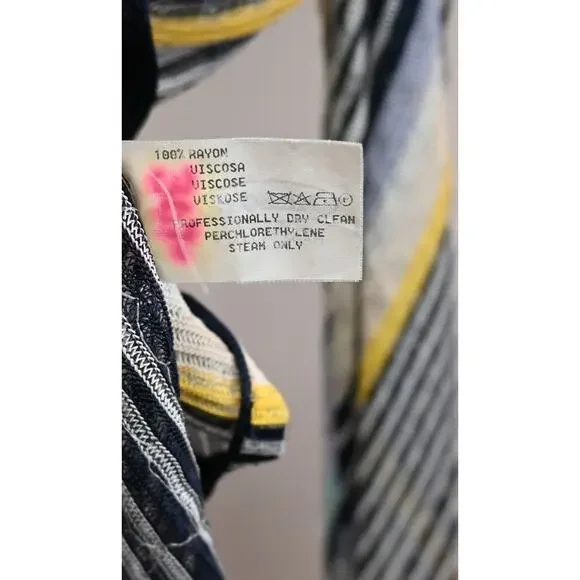 100% RAYON
VISCOSA
VISCOSE
VISKOSE
PROFESSIONALLY DRY CLEAN
PERCHLORETHYLENE
STEAM ONLY